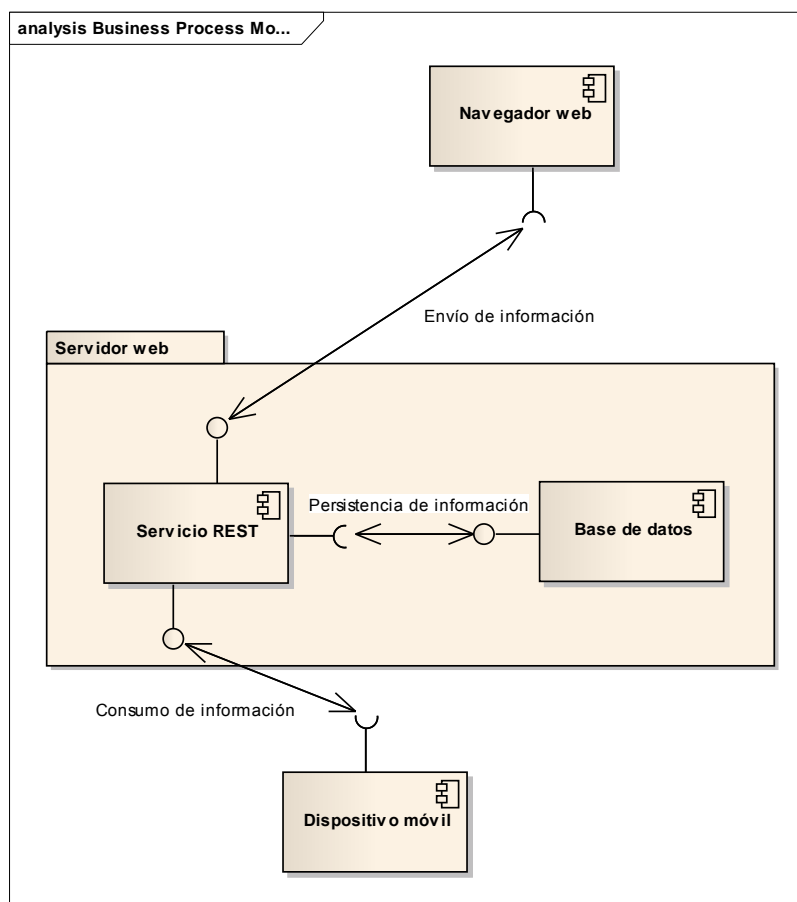 analysis Business Process Mo...
Navegador web
Envío de información
Servidor web
Persistencia de información
Servicio REST
Base de datos
Consumo de información
Dispositivo móvil